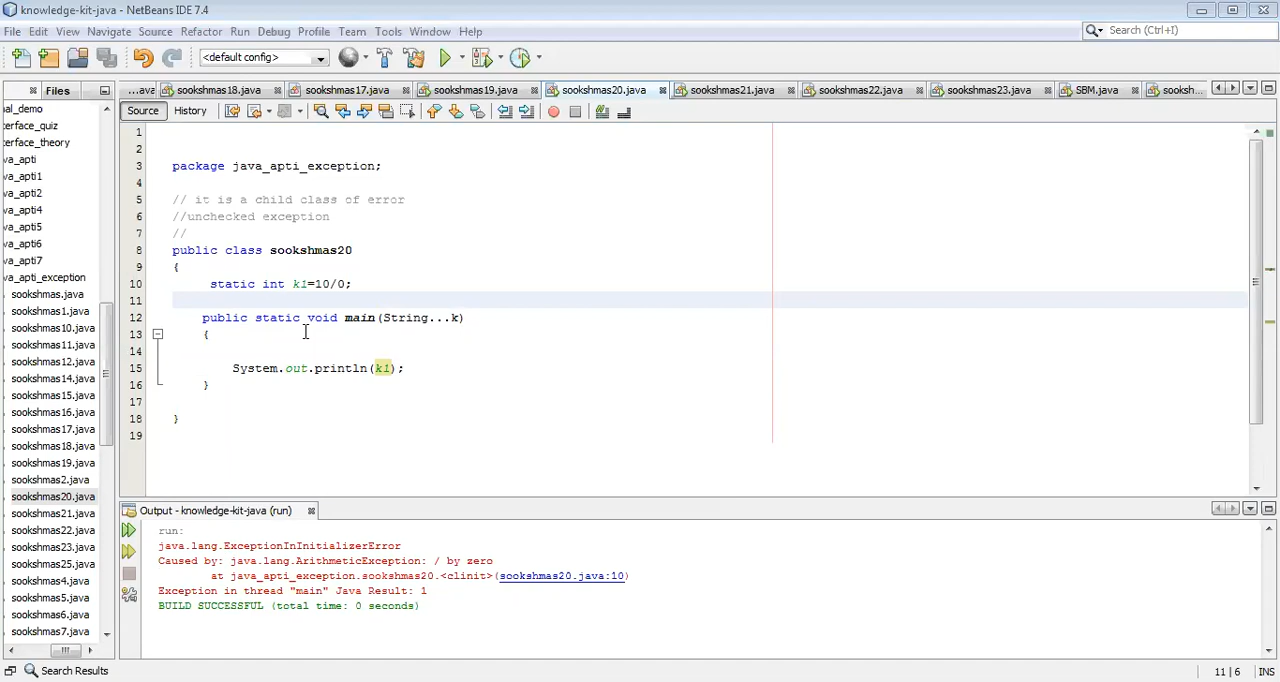 knowledge-kit-java - NetBeans IDE 7.4
File Edit View Navigate Source Refactor Run Debug Profile Team Tools Window Help
Search (Ctrl+I)
<default config>
Files
...ava sookshmas18.java sookshmas17.java sookshmas19.java sookshmas20.java sookshmas21.java sookshmas22.java sookshmas23.java SBM.java sooksh...
Source History
al_demo
terface_quiz
terface_theory
va_apti
va_apti1
va_apti2
va_apti4
va_apti5
va_apti6
va_apti7
va_apti_exception
sookshmas.java
sookshmas1.java
sookshmas10.java
sookshmas11.java
sookshmas12.java
sookshmas14.java
sookshmas15.java
sookshmas16.java
sookshmas17.java
sookshmas18.java
sookshmas19.java
sookshmas2.java
sookshmas20.java
sookshmas21.java
sookshmas22.java
sookshmas23.java
sookshmas25.java
sookshmas4.java
sookshmas5.java
sookshmas6.java
sookshmas7.java
1
2
3 package java_apti_exception;
4
5 // it is a child class of error
6 //unchecked exception
7 //
8 public class sookshmas20
9 {
10 static int k1=10/0;
11
12 public static void main(String...k)
13 {
14
15 System.out.println(k1);
16 }
17
18 }
19
Output - knowledge-kit-java (run)
run:
java.lang.ExceptionInInitializerError
Caused by: java.lang.ArithmeticException: / by zero
at java_apti_exception.sookshmas20.<clinit>(sookshmas20.java:10)
Exception in thread "main" Java Result: 1
BUILD SUCCESSFUL (total time: 0 seconds)
Search Results
11 | 6 INS